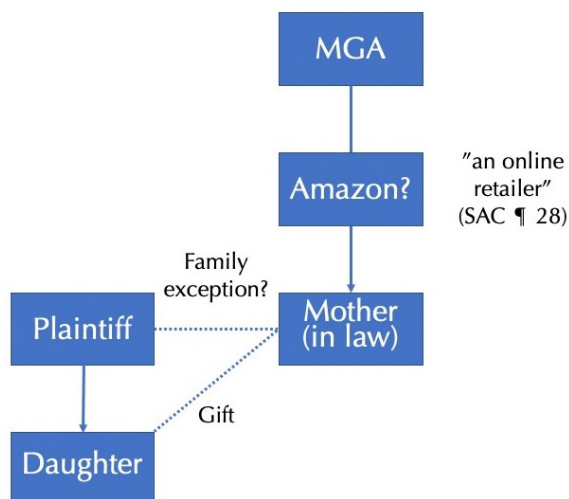 MGA
Amazon?
"an online
retailer"
(SAC ¶ 28)
Family
exception?
Plaintiff
Mother
(in law)
Gift
Daughter